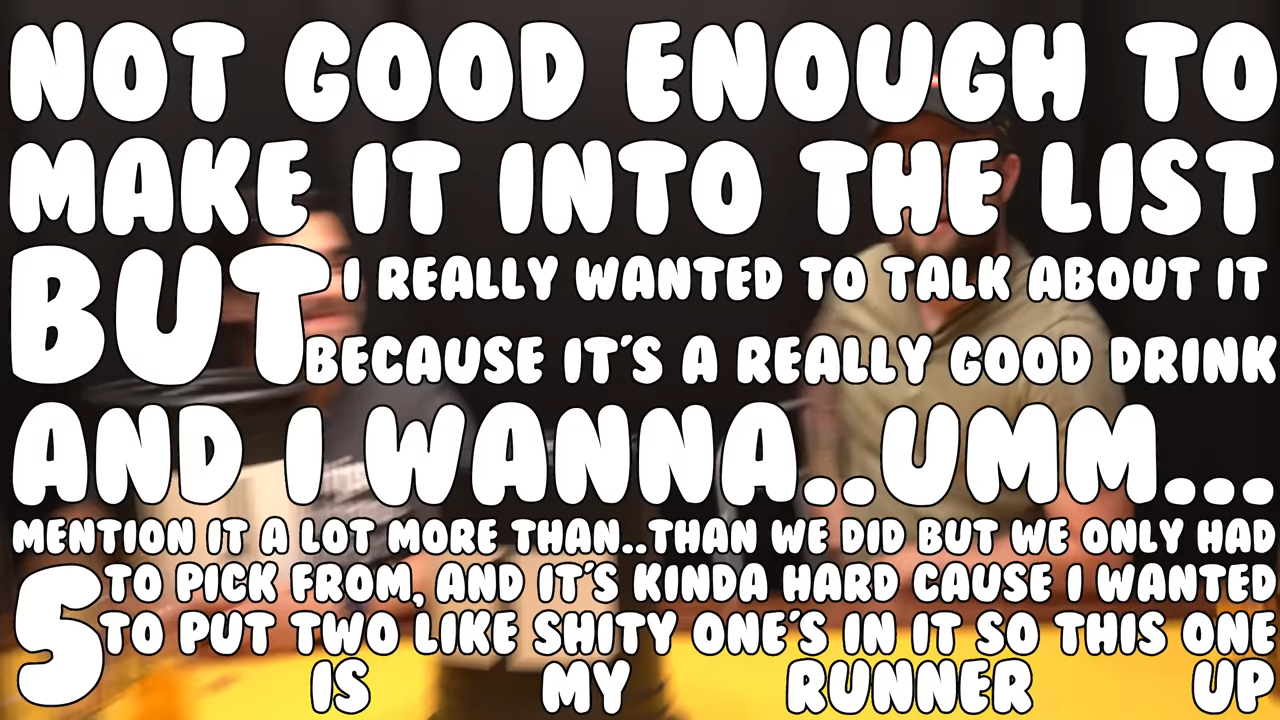 NOT GOOD ENOUGH TO
MAKE IT INTO THE LIST
BUT I REALLY WANTED TO TALK ABOUT IT
BECAUSE IT'S A REALLY GOOD DRINK
AND I WANNA..UMM...
MENTION IT A LOT MORE THAN..THAN WE DID BUT WE ONLY HAD
5 TO PICK FROM, AND IT'S KINDA HARD CAUSE I WANTED
TO PUT TWO LIKE SHITY ONE'S IN IT SO THIS ONE
IS MY RUNNER UP